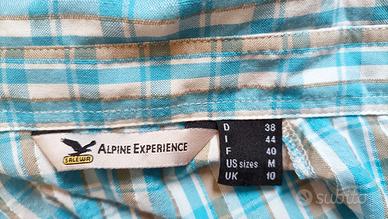 SALEWA
ALPINE EXPERIENCE
D 38
I 44
F 40
US sizes M
UK 10
subito